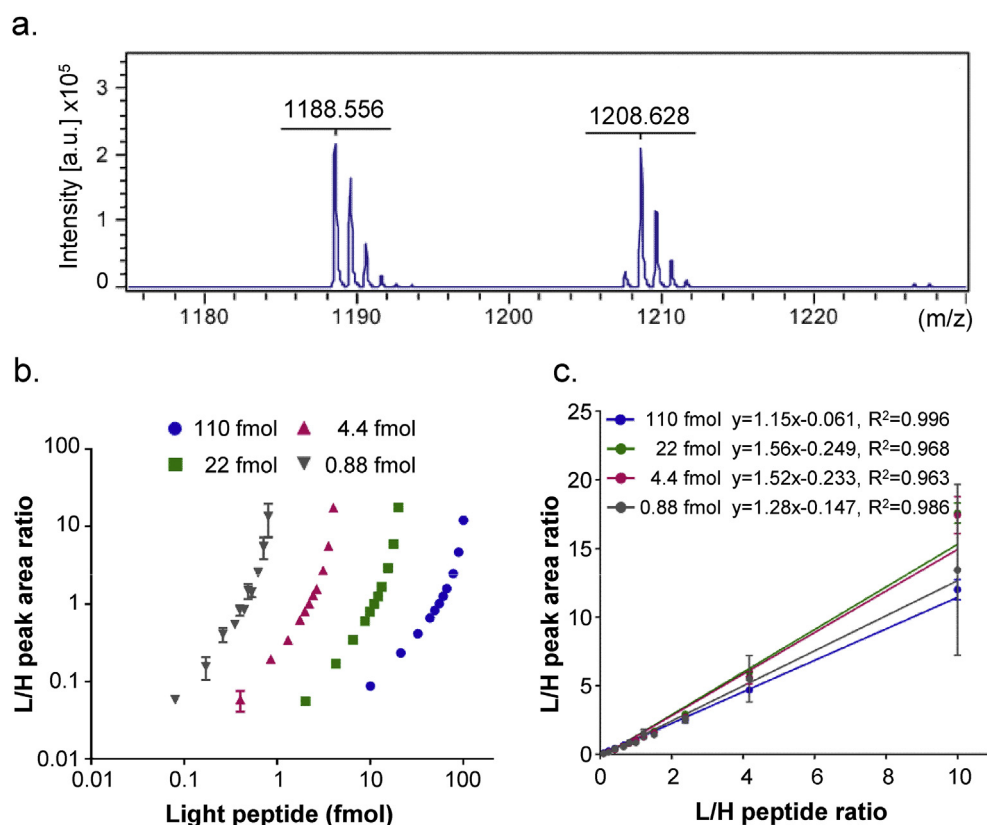 a.
Intensity [a.u.] x10⁵
3
2
1
0
1188.556
1208.628
1180
1190
1200
1210
1220
(m/z)
b.
110 fmol
4.4 fmol
22 fmol
0.88 fmol
L/H peak area ratio
100
10
1
0.1
0.01
0.01
0.1
1
10
100
Light peptide (fmol)
c.
110 fmol y=1.15x-0.061, R²=0.996
22 fmol y=1.56x-0.249, R²=0.968
4.4 fmol y=1.52x-0.233, R²=0.963
0.88 fmol y=1.28x-0.147, R²=0.986
L/H peak area ratio
25
20
15
10
5
0
0
2
4
6
8
10
L/H peptide ratio